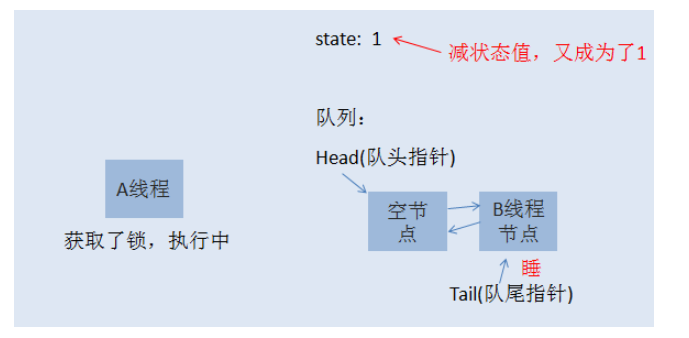 state: 1
减状态值，又成为了1
队列：
Head(队头指针)
A线程
获取了锁，执行中
空节
点
B线程
节点
睡
Tail(队尾指针)